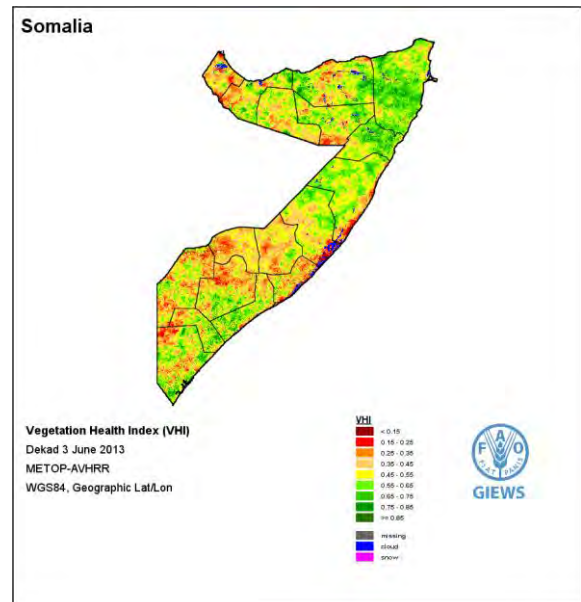 Somalia
Vegetation Health Index (VHI)
Dekad 3 June 2013
METOP-AVHRR
WGS84, Geographic Lat/Lon
VHI
< 0.15
0.15 - 0.25
0.25 - 0.35
0.35 - 0.45
0.45 - 0.55
0.55 - 0.65
0.65 - 0.75
0.75 - 0.85
>= 0.85
missing
cloud
snow
F A O
FIAT PANIS
GIEWS